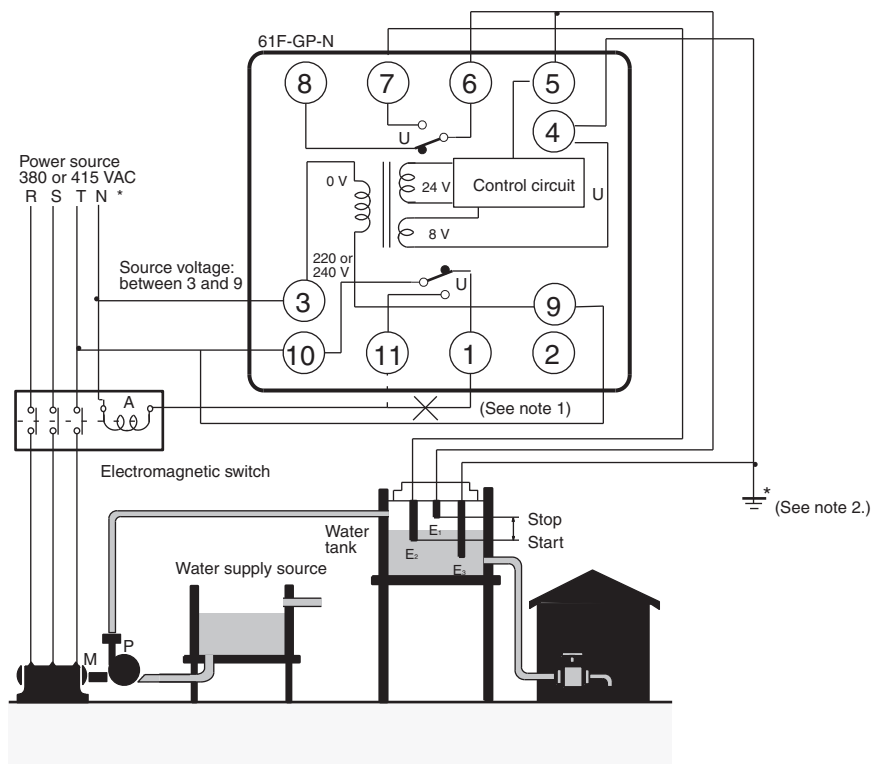 61F-GP-N
8
7
6
5
4
U
Power source
380 or 415 VAC
R S T N *
0 V
24 V
Control circuit
U
8 V
Source voltage:
between 3 and 9
220 or
240 V
U
3
9
10
11
1
2
A
(See note 1)
Electromagnetic switch
* (See note 2.)
Water
tank
E1
Stop
E2
Start
E3
Water supply source
M
P